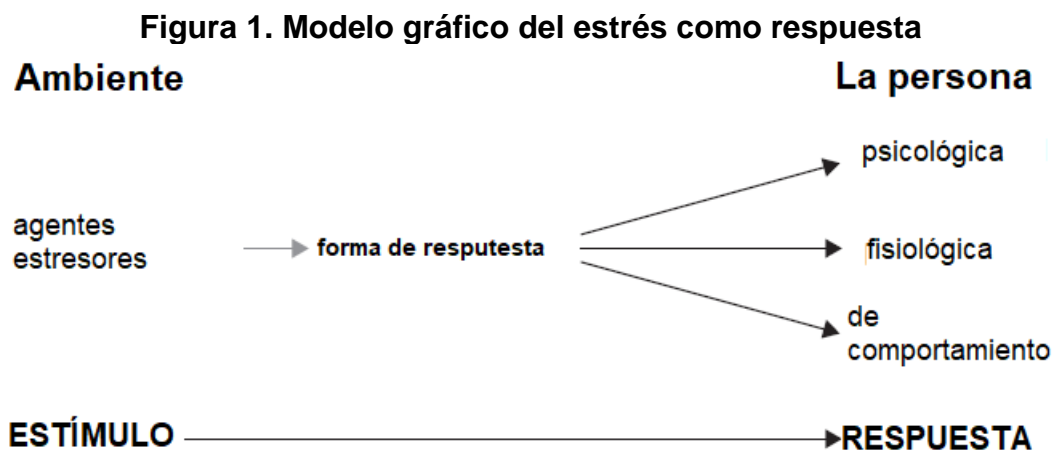 Figura 1. Modelo gráfico del estrés como respuesta
Ambiente
La persona
psicológica
agentes
estresores
forma de resputesta
fisiológica
de
comportamiento
ESTÍMULO
RESPUESTA